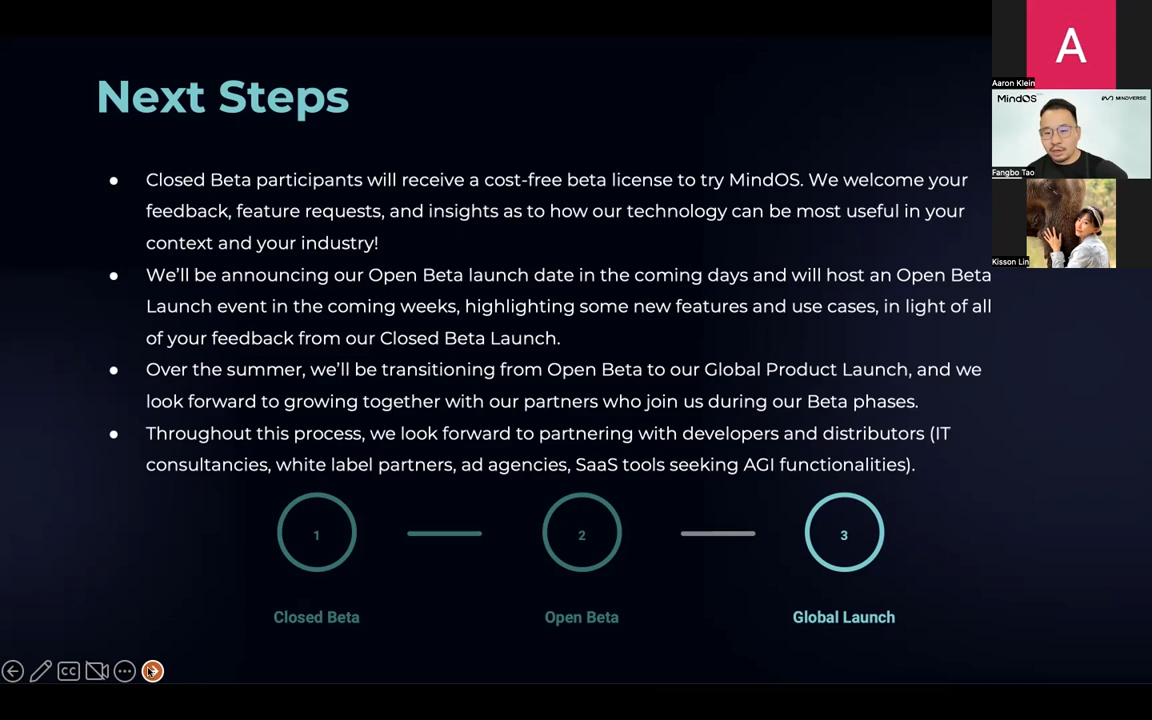 Next Steps
● Closed Beta participants will receive a cost-free beta license to try MindOS. We welcome your
feedback, feature requests, and insights as to how our technology can be most useful in your
context and your industry!
● We’ll be announcing our Open Beta launch date in the coming days and will host an Open Beta
Launch event in the coming weeks, highlighting some new features and use cases, in light of all
of your feedback from our Closed Beta Launch.
● Over the summer, we’ll be transitioning from Open Beta to our Global Product Launch, and we
look forward to growing together with our partners who join us during our Beta phases.
● Throughout this process, we look forward to partnering with developers and distributors (IT
consultancies, white label partners, ad agencies, SaaS tools seeking AGI functionalities).
1 2 3
Closed Beta Open Beta Global Launch
CC
A
Aaron Klein
MindOS MINDVERSE
Fangbo Tao
Kisson Lin